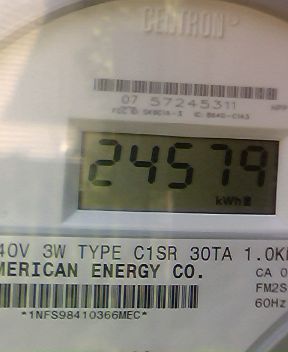 CELTRON
07 57245311
24579
kWh
40V 3W TYPE C1SR 30TA 1.0K
MERICAN ENERGY CO.
CA 0
FM2S
60Hz
*1NFS98410366MEC*